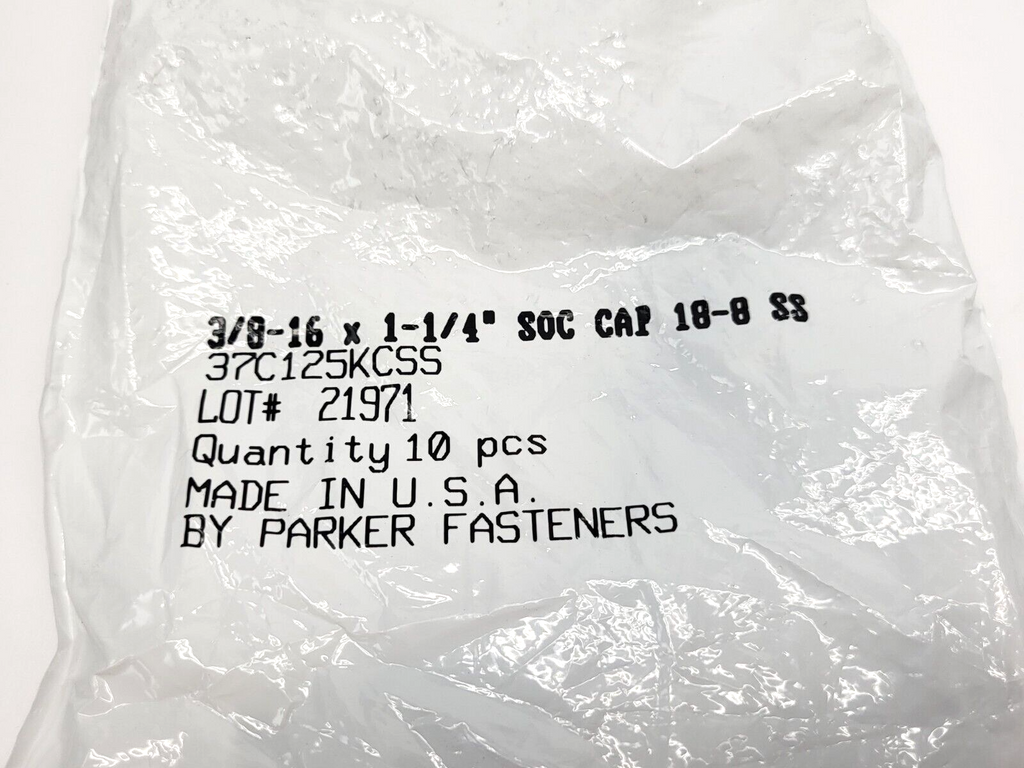 3/8-16 x 1-1/4" SOC CAP 18-8 SS
37C125KCSS
LOT# 21971
Quantity 10 pcs
MADE IN U.S.A.
BY PARKER FASTENERS